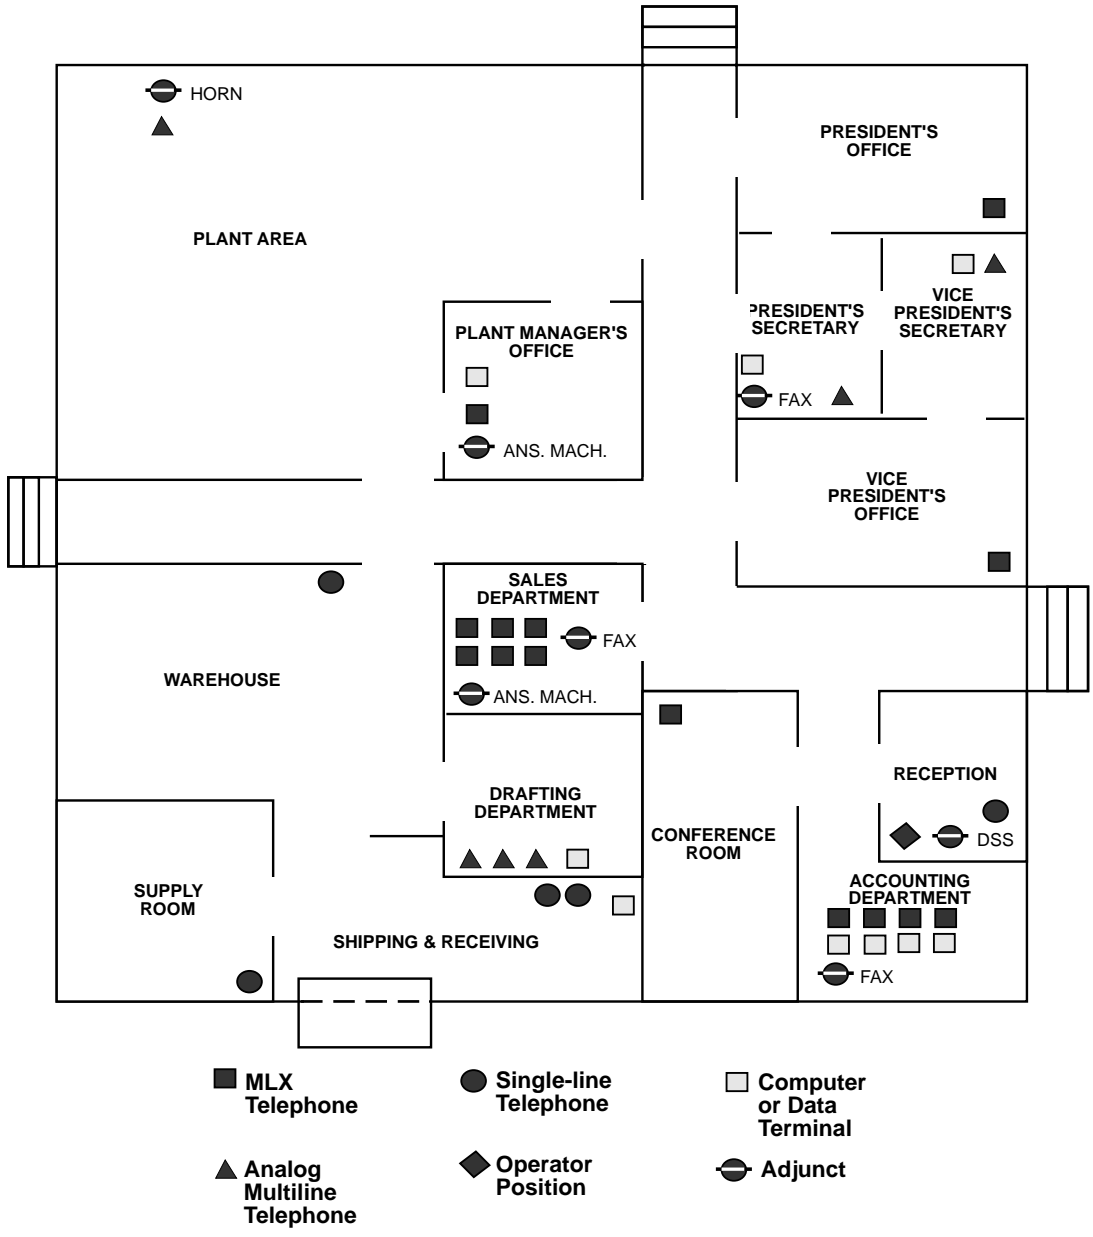 HORN
PRESIDENT'S
OFFICE
PLANT AREA
PLANT MANAGER'S
OFFICE
ANS. MACH.
PRESIDENT'S
SECRETARY
FAX
VICE
PRESIDENT'S
SECRETARY
VICE
PRESIDENT'S
OFFICE
SALES
DEPARTMENT
FAX
ANS. MACH.
WAREHOUSE
DRAFTING
DEPARTMENT
CONFERENCE
ROOM
RECEPTION
DSS
SUPPLY
ROOM
SHIPPING & RECEIVING
ACCOUNTING
DEPARTMENT
FAX
MLX
Telephone
Single-line
Telephone
Computer
or Data
Terminal
Analog
Multiline
Telephone
Operator
Position
Adjunct